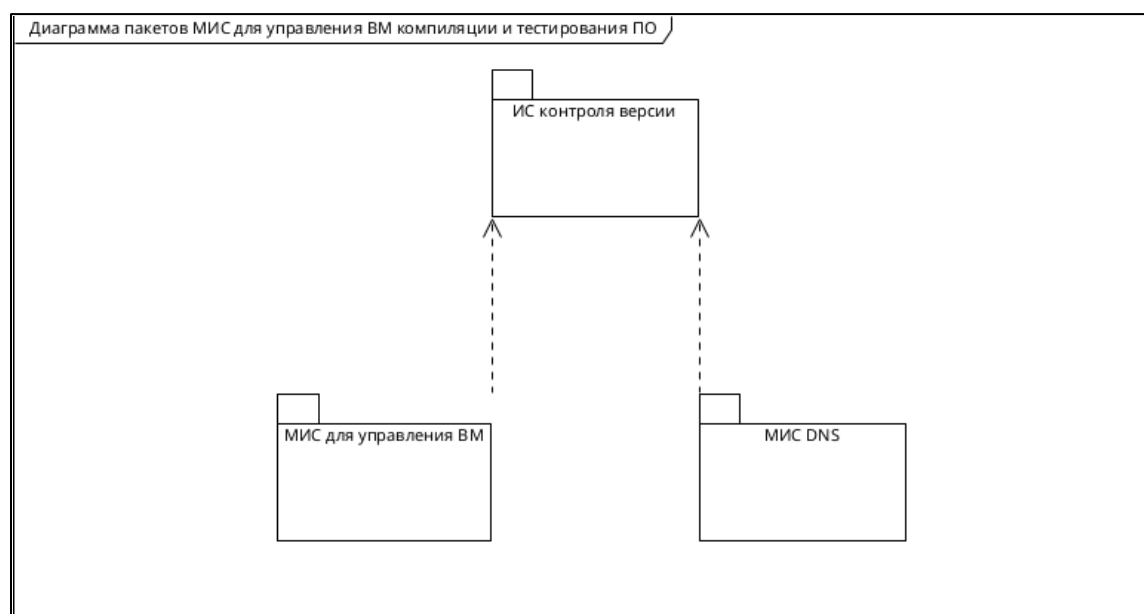 Диаграмма пакетов МИС для управления ВМ компиляции и тестирования ПО
ИС контроля версии
МИС для управления ВМ
МИС DNS